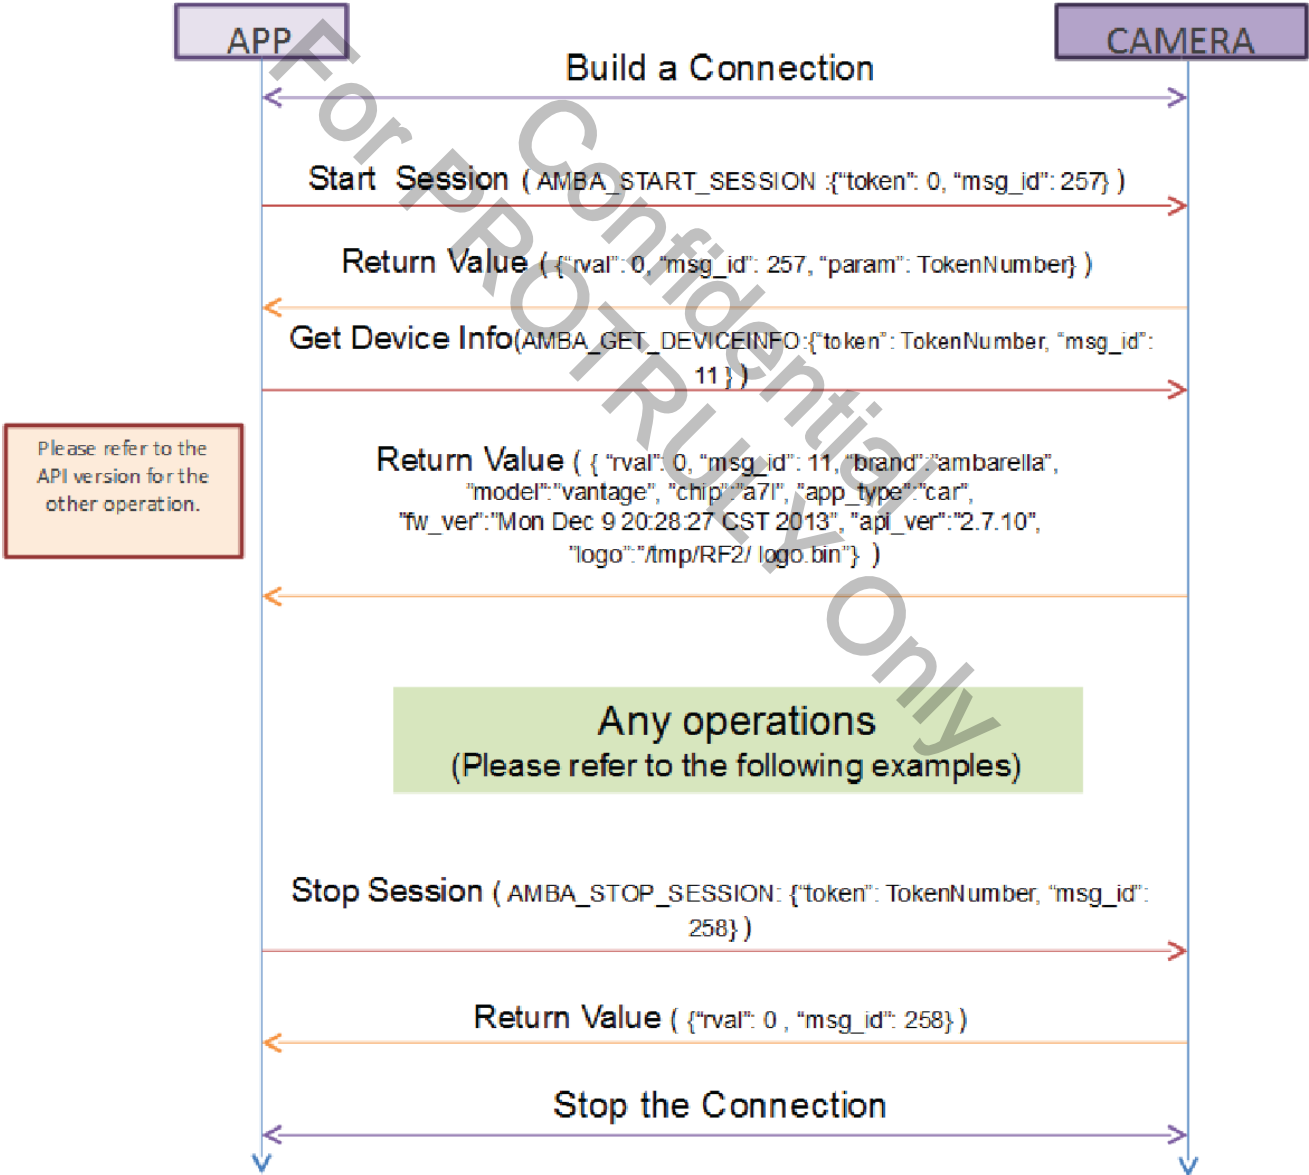 APP
CAMERA
Build a Connection
Start Session ( AMBA_START_SESSION :{“token”: 0, “msg_id”: 257} )
Return Value ( {“rval”: 0, “msg_id”: 257, “param”: TokenNumber} )
Get Device Info(AMBA_GET_DEVICEINFO:{“token”: TokenNumber, “msg_id”:
11 } )
Please refer to the
API version for the
other operation.
Return Value ( { “rval”: 0, “msg_id”: 11, “brand”:”ambarella”,
”model”:”vantage”, “chip”:”a7l”, ”app_type”:”car”,
“fw_ver”:”Mon Dec 9 20:28:27 CST 2013”, “api_ver”:”2.7.10”,
”logo”:”/tmp/RF2/ logo.bin”} )
Any operations
(Please refer to the following examples)
Stop Session ( AMBA_STOP_SESSION: {“token”: TokenNumber, “msg_id”:
258} )
Return Value ( {“rval”: 0 , “msg_id”: 258} )
Stop the Connection
Confidential
For PROTRULY Only